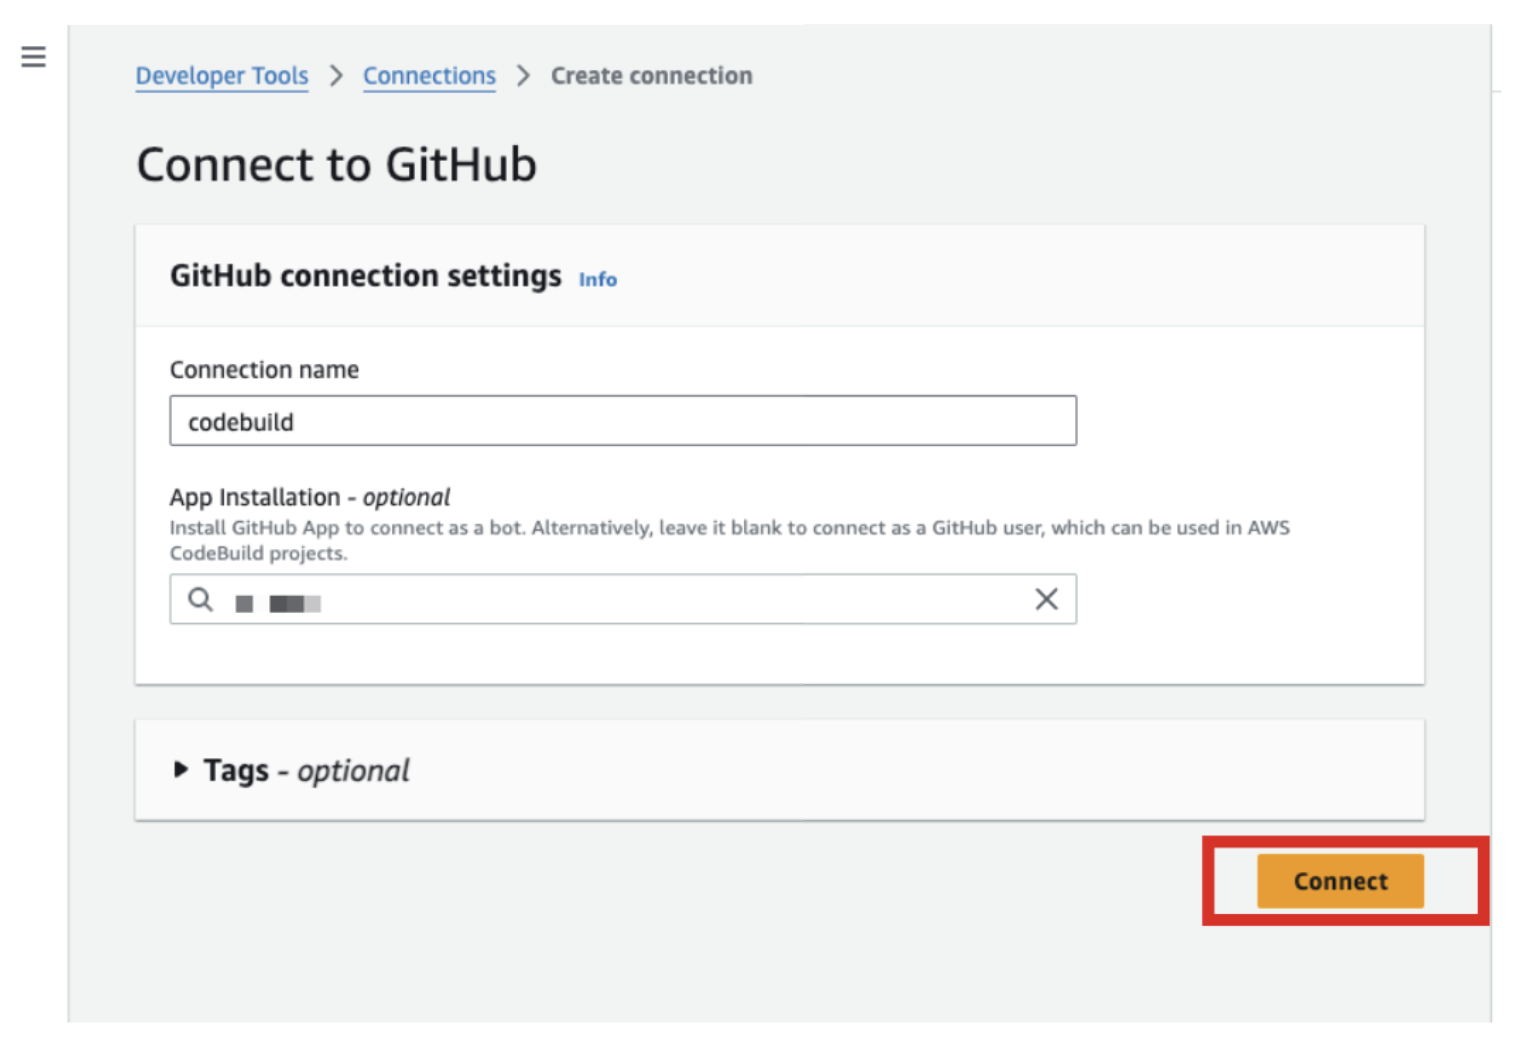 Developer Tools > Connections > Create connection
Connect to GitHub
GitHub connection settings Info
Connection name
codebuild
App Installation - optional
Install GitHub App to connect as a bot. Alternatively, leave it blank to connect as a GitHub user, which can be used in AWS
CodeBuild projects.
Tags - optional
Connect